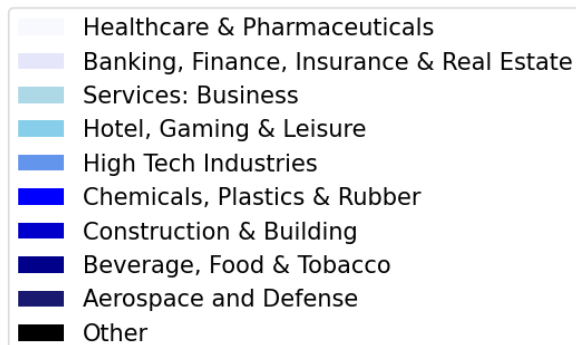 Healthcare & Pharmaceuticals
Banking, Finance, Insurance & Real Estate
Services: Business
Hotel, Gaming & Leisure
High Tech Industries
Chemicals, Plastics & Rubber
Construction & Building
Beverage, Food & Tobacco
Aerospace and Defense
Other